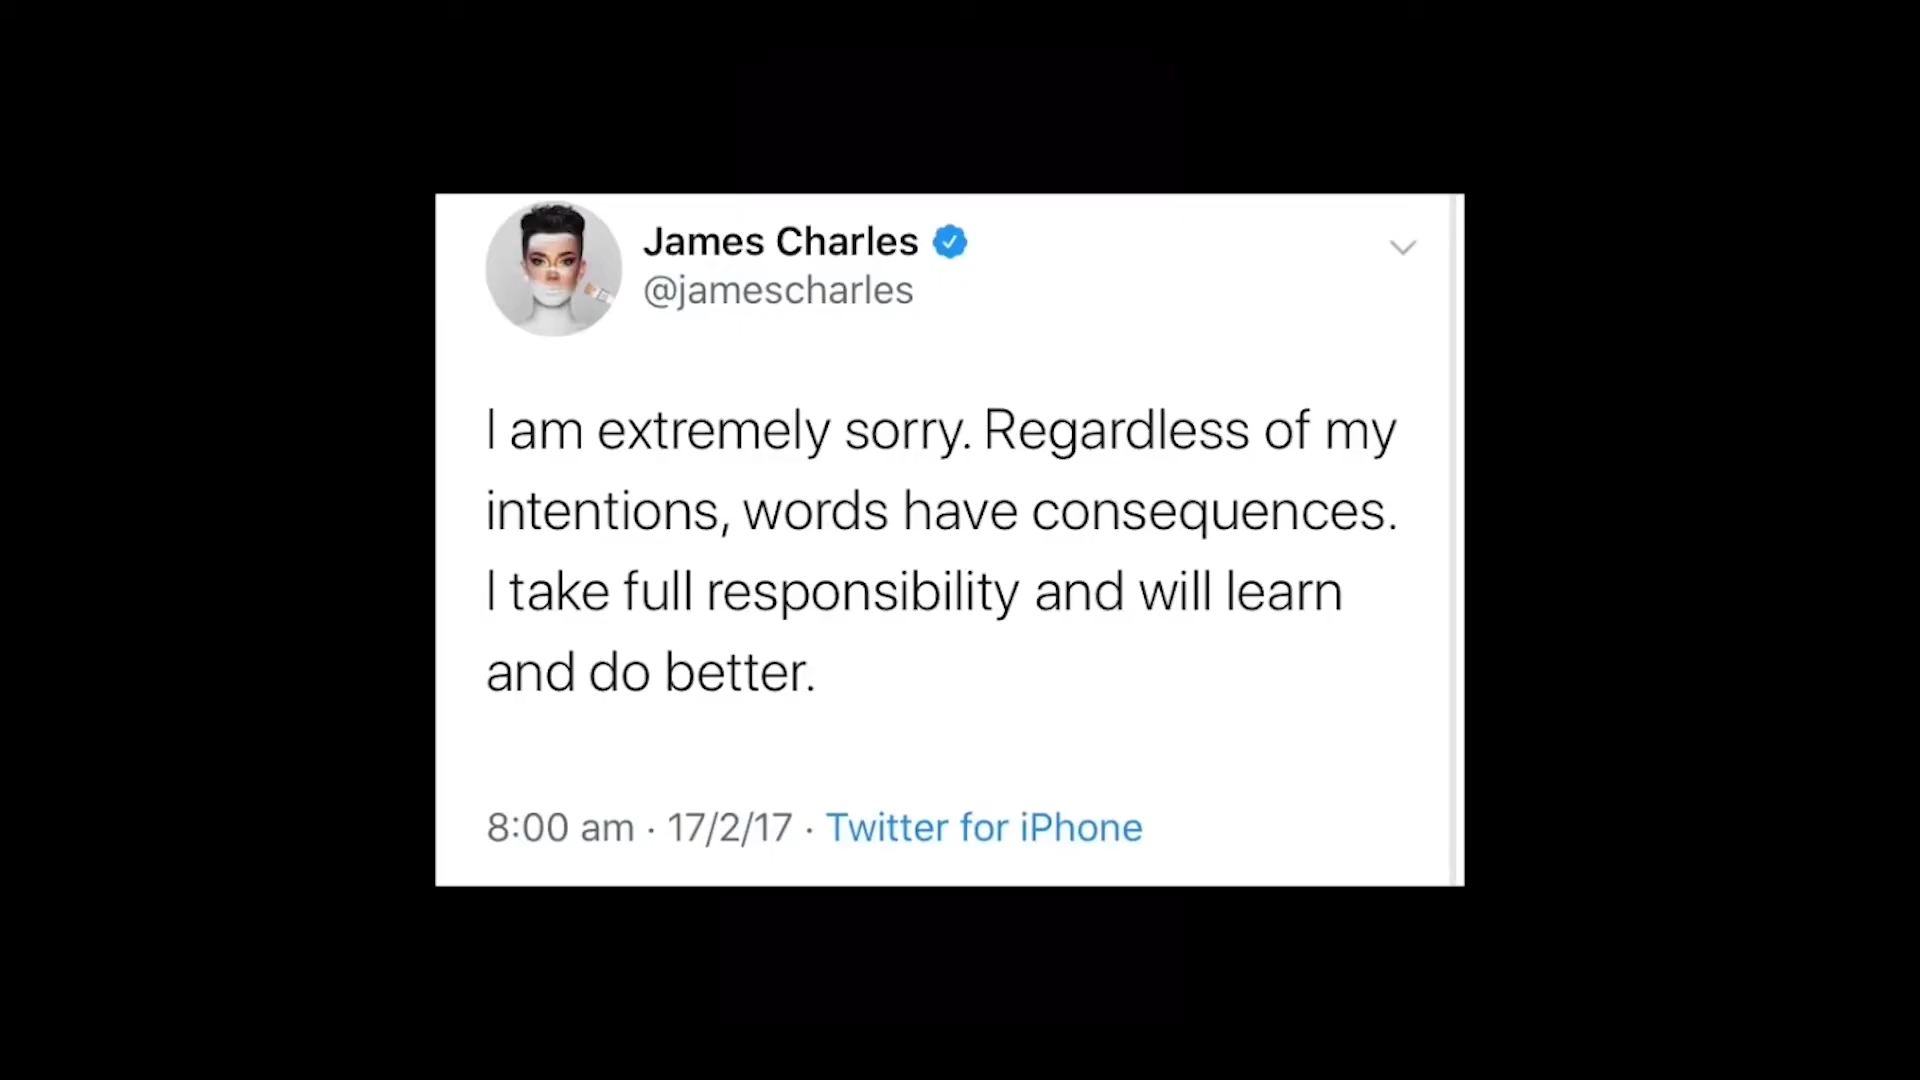 James Charles
@jamescharles
I am extremely sorry. Regardless of my
intentions, words have consequences.
I take full responsibility and will learn
and do better.
8:00 am · 17/2/17 · Twitter for iPhone